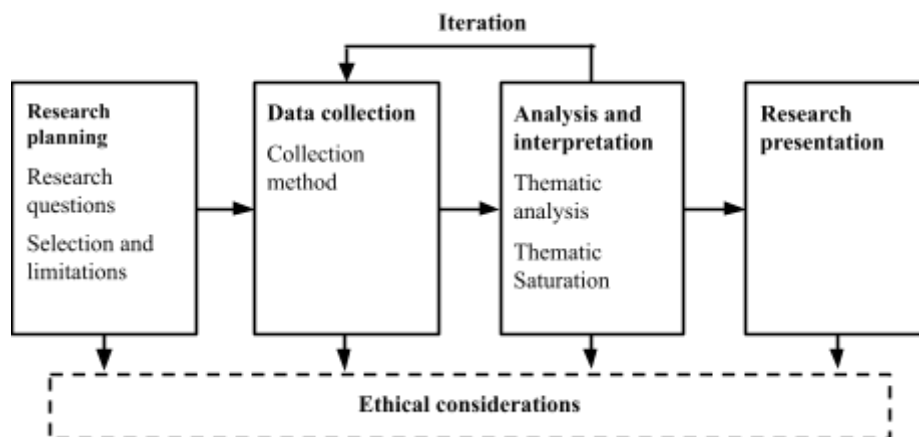 Iteration
Research
planning
Research
questions
Selection and
limitations
Data collection
Collection
method
Analysis and
interpretation
Thematic
analysis
Thematic
Saturation
Research
presentation
Ethical considerations